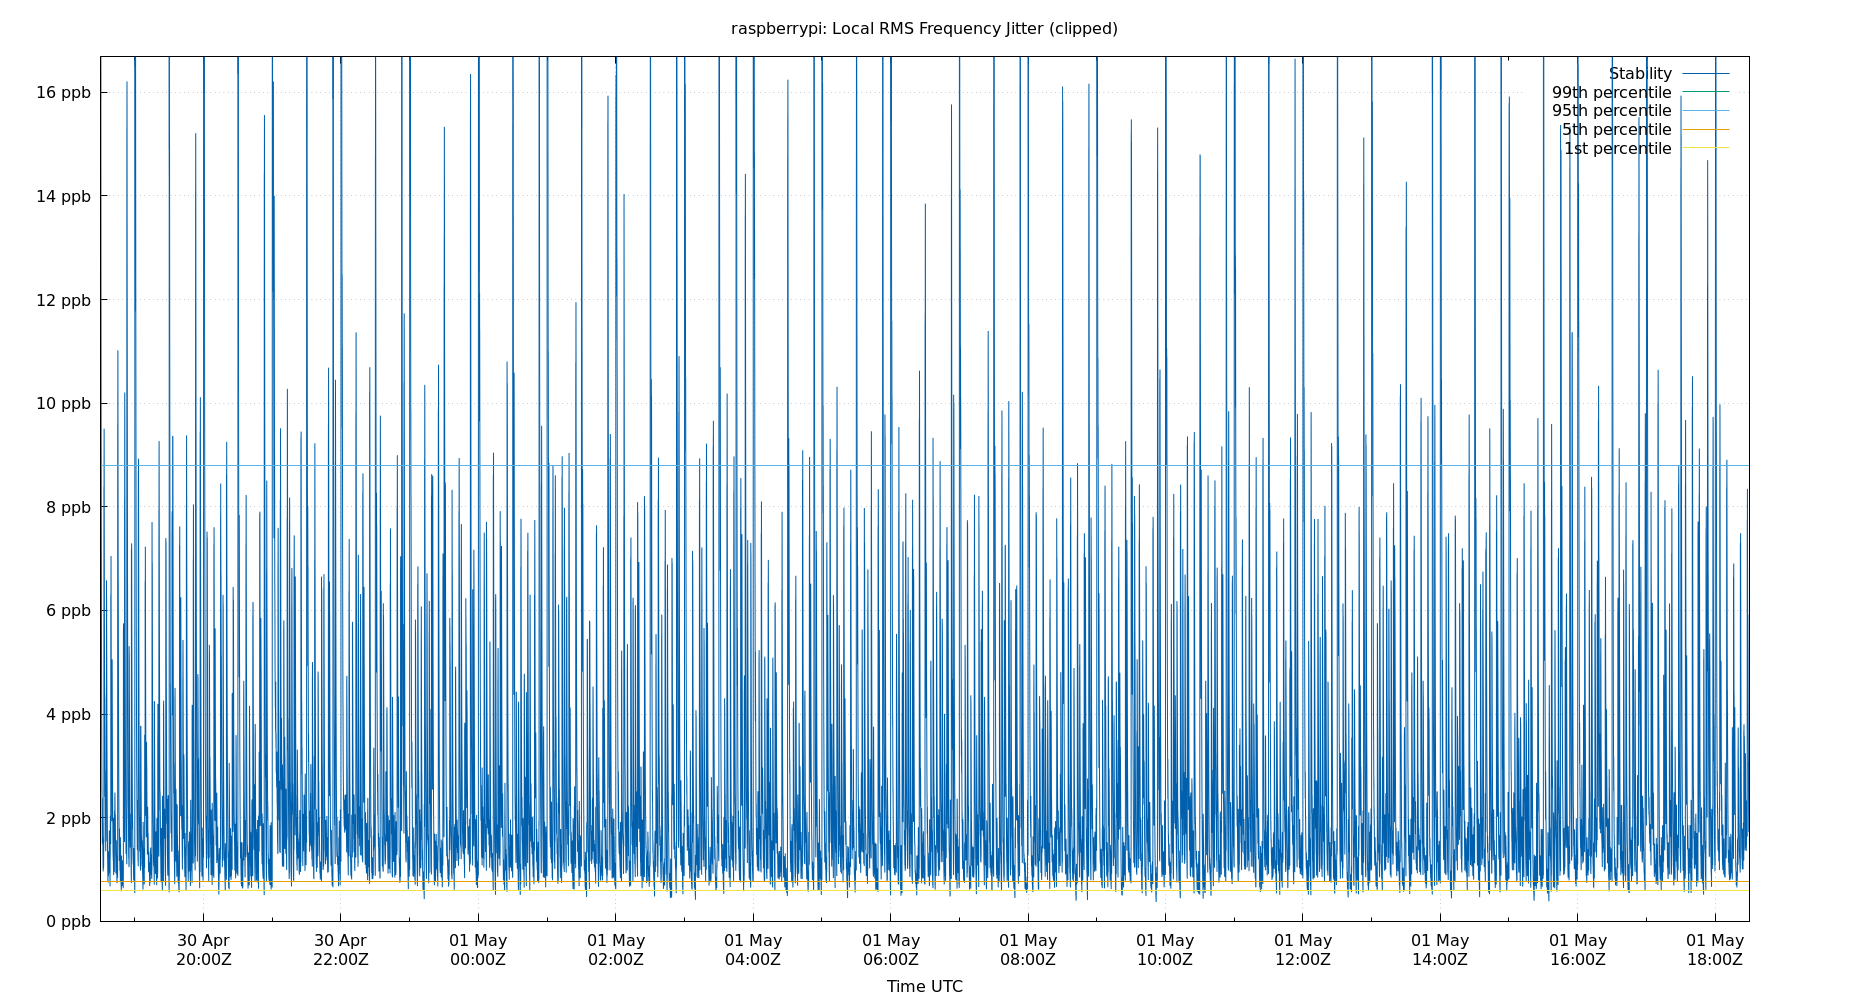 raspberrypi: Local RMS Frequency Jitter (clipped)
Stability
99th percentile
95th percentile
5th percentile
1st percentile
16 ppb
14 ppb
12 ppb
10 ppb
8 ppb
6 ppb
4 ppb
2 ppb
0 ppb
30 Apr 30 Apr 01 May 01 May 01 May 01 May 01 May 01 May 01 May 01 May 01 May 01 May
20:00Z 22:00Z 00:00Z 02:00Z 04:00Z 06:00Z 08:00Z 10:00Z 12:00Z 14:00Z 16:00Z 18:00Z
Time UTC